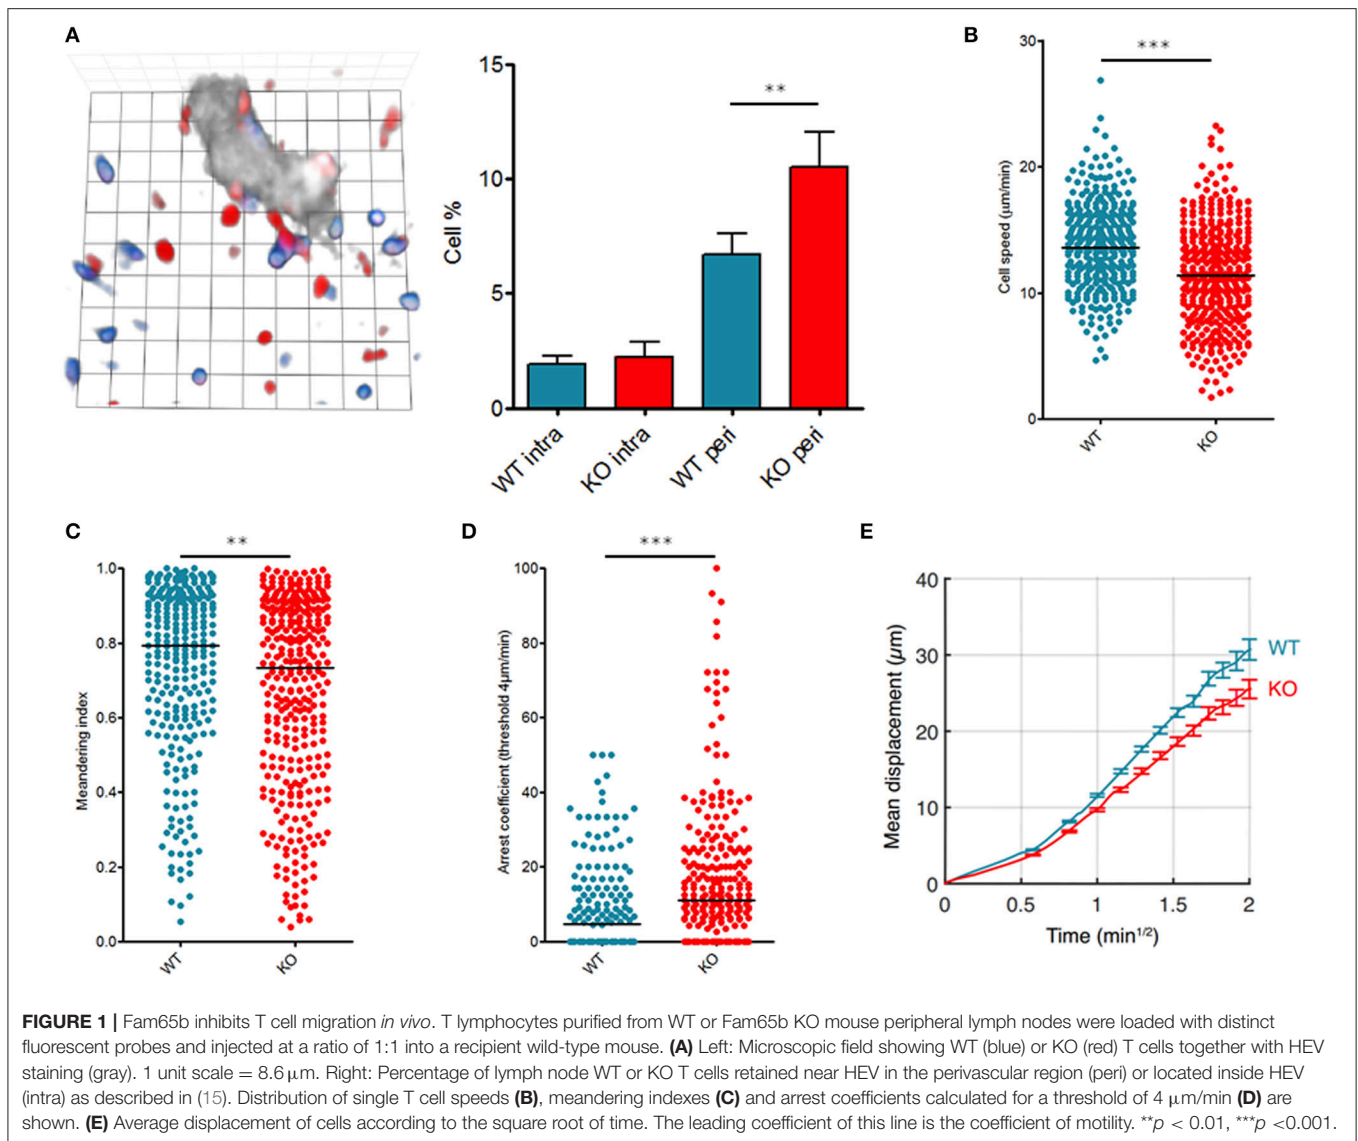 A
Cell %
15
10
5
0
**
WT intra
KO intra
WT peri
KO peri
B
Cell speed (µm/min)
30
20
10
0
***
WT
KO
C
Meandering index
1.0
0.8
0.6
0.4
0.2
0.0
**
WT
KO
D
Arrest coefficient (threshold 4µm/min)
100
80
60
40
20
0
***
WT
KO
E
Mean displacement (µm)
40
30
20
10
0
WT
KO
0
0.5
1
1.5
2
Time (min1/2)
FIGURE 1 | Fam65b inhibits T cell migration in vivo. T lymphocytes purified from WT or Fam65b KO mouse peripheral lymph nodes were loaded with distinct
fluorescent probes and injected at a ratio of 1:1 into a recipient wild-type mouse. (A) Left: Microscopic field showing WT (blue) or KO (red) T cells together with HEV
staining (gray). 1 unit scale = 8.6 µm. Right: Percentage of lymph node WT or KO T cells retained near HEV in the perivascular region (peri) or located inside HEV
(intra) as described in (15). Distribution of single T cell speeds (B), meandering indexes (C) and arrest coefficients calculated for a threshold of 4 µm/min (D) are
shown. (E) Average displacement of cells according to the square root of time. The leading coefficient of this line is the coefficient of motility. **p < 0.01, ***p <0.001.